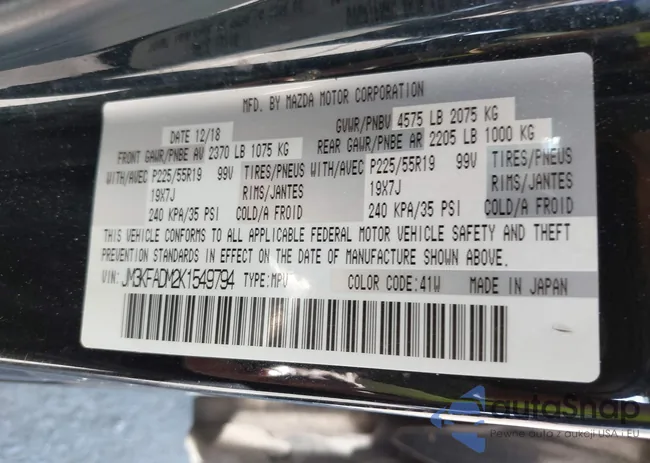 MFD. BY MAZDA MOTOR CORPORATION
DATE 12/18 GVWR/PNBV 4575 LB 2075 KG
FRONT GAWR/PNBE AV 2370 LB 1075 KG REAR GAWR/PNBE AR 2205 LB 1000 KG
WITH/AVEC P225/55R19 99V TIRES/PNEUS WITH/AVEC P225/55R19 99V TIRES/PNEUS
19X7J RIMS/JANTES 19X7J RIMS/JANTES
240 KPA/35 PSI COLD/A FROID 240 KPA/35 PSI COLD/A FROID
THIS VEHICLE CONFORMS TO ALL APPLICABLE FEDERAL MOTOR VEHICLE SAFETY AND THEFT
PREVENTION STANDARDS IN EFFECT ON THE DATE OF MANUFACTURE SHOWN ABOVE.
VIN: JM3KFADM2K1549794 TYPE:MPV COLOR CODE:41W MADE IN JAPAN
autoSnap
Pewne auta z aukcji USA i EU